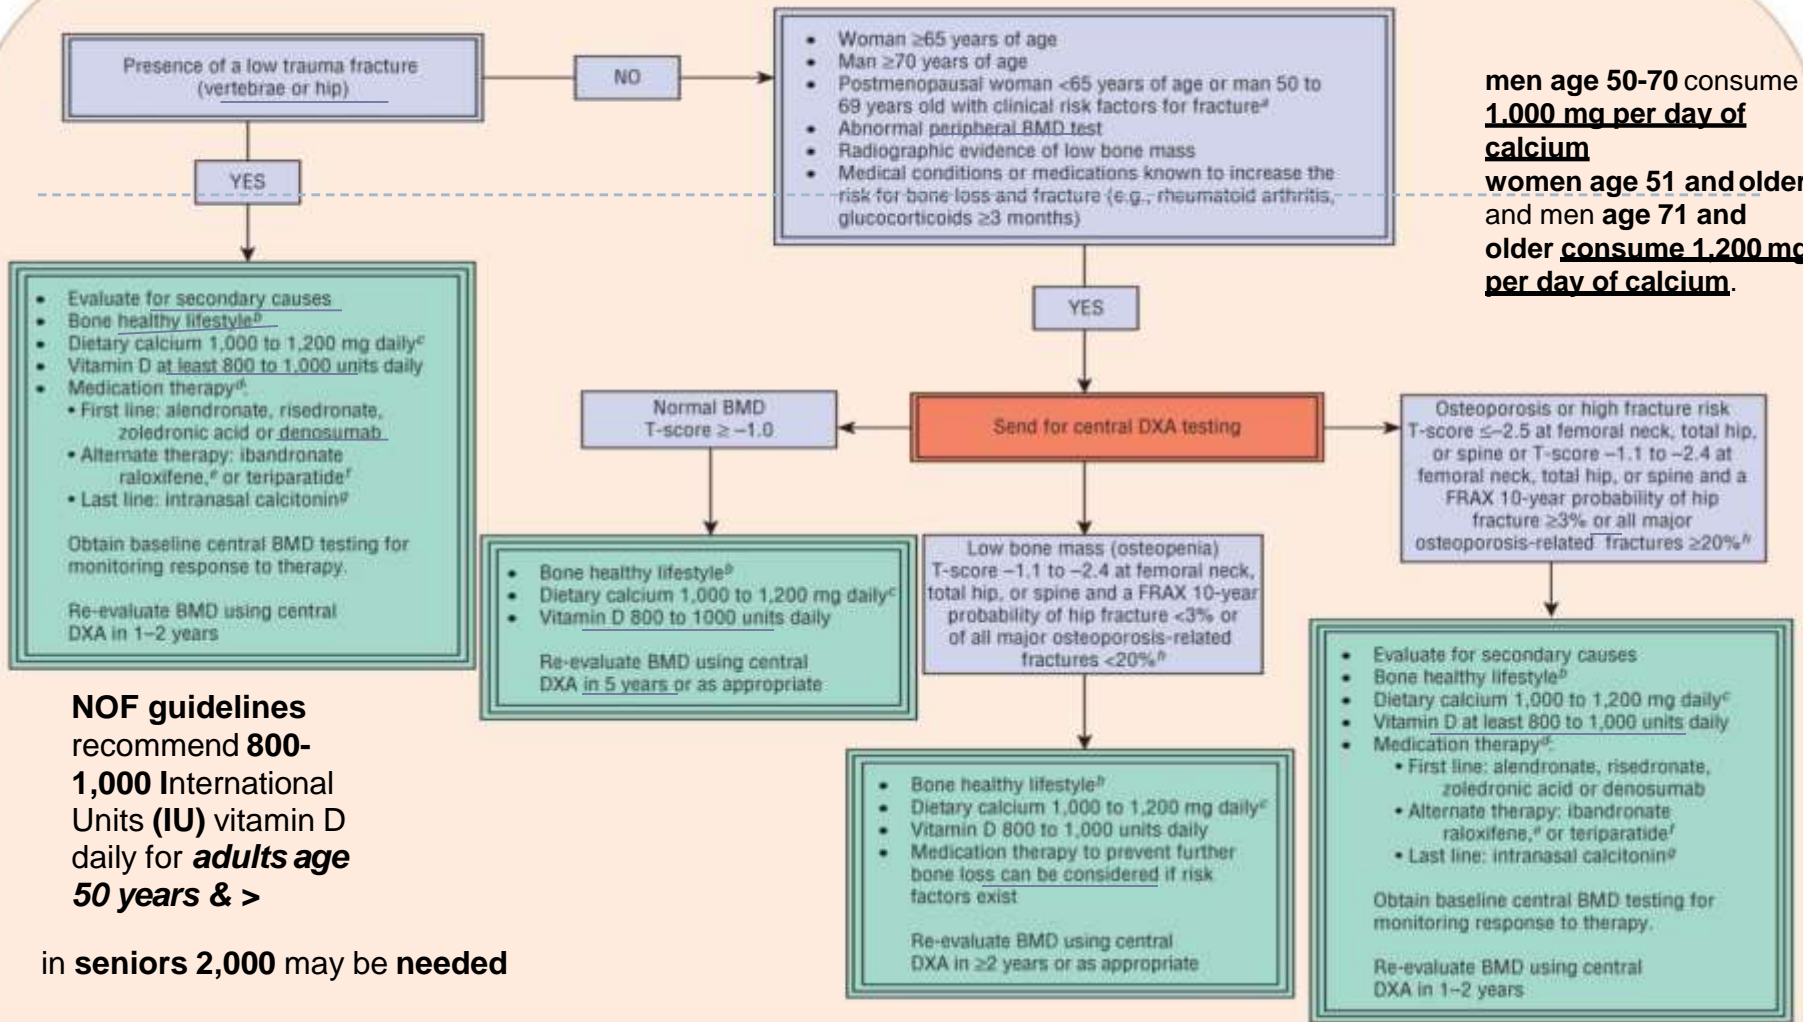 Presence of a low trauma fracture
(vertebrae or hip)
NO
• Woman ≥65 years of age
• Man ≥70 years of age
• Postmenopausal woman <65 years of age or man 50 to
69 years old with clinical risk factors for fractureᵃ
• Abnormal peripheral BMD test
• Radiographic evidence of low bone mass
• Medical conditions or medications known to increase the
risk for bone loss and fracture (e.g., rheumatoid arthritis,
glucocorticoids ≥3 months)
men age 50-70 consume
1,000 mg per day of
calcium
women age 51 and older
and men age 71 and
older consume 1,200 mg
per day of calcium.
YES
YES
• Evaluate for secondary causes
• Bone healthy lifestyleᵇ
• Dietary calcium 1,000 to 1,200 mg dailyᶜ
• Vitamin D at least 800 to 1,000 units daily
• Medication therapyᵈ:
• First line: alendronate, risedronate,
zoledronic acid or denosumab
• Alternate therapy: ibandronate
raloxifene,ᵉ or teriparatideᶠ
• Last line: intranasal calcitoninᵍ
Obtain baseline central BMD testing for
monitoring response to therapy.
Re-evaluate BMD using central
DXA in 1–2 years
Normal BMD
T-score ≥ –1.0
Send for central DXA testing
Osteoporosis or high fracture risk
T-score ≤–2.5 at femoral neck, total hip,
or spine or T-score –1.1 to –2.4 at
femoral neck, total hip, or spine and a
FRAX 10-year probability of hip
fracture ≥3% or all major
osteoporosis-related fractures ≥20%ʰ
• Bone healthy lifestyleᵇ
• Dietary calcium 1,000 to 1,200 mg dailyᶜ
• Vitamin D 800 to 1000 units daily
Re-evaluate BMD using central
DXA in 5 years or as appropriate
Low bone mass (osteopenia)
T-score –1.1 to –2.4 at femoral neck,
total hip, or spine and a FRAX 10-year
probability of hip fracture <3% or
of all major osteoporosis-related
fractures <20%ʰ
• Bone healthy lifestyleᵇ
• Dietary calcium 1,000 to 1,200 mg dailyᶜ
• Vitamin D 800 to 1,000 units daily
• Medication therapy to prevent further
bone loss can be considered if risk
factors exist
Re-evaluate BMD using central
DXA in ≥2 years or as appropriate
• Evaluate for secondary causes
• Bone healthy lifestyleᵇ
• Dietary calcium 1,000 to 1,200 mg dailyᶜ
• Vitamin D at least 800 to 1,000 units daily
• Medication therapyᵈ:
• First line: alendronate, risedronate,
zoledronic acid or denosumab
• Alternate therapy: ibandronate
raloxifene,ᵉ or teriparatideᶠ
• Last line: intranasal calcitoninᵍ
Obtain baseline central BMD testing for
monitoring response to therapy.
Re-evaluate BMD using central
DXA in 1–2 years
NOF guidelines
recommend 800-
1,000 International
Units (IU) vitamin D
daily for adults age
50 years & >
in seniors 2,000 may be needed